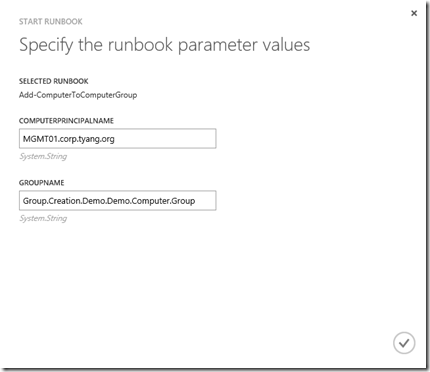 START RUNBOOK
Specify the runbook parameter values
SELECTED RUNBOOK
Add-ComputerToComputerGroup
COMPUTERPRINCIPALNAME
MGMT01.corp.tyang.org
System.String
GROUPNAME
Group.Creation.Demo.Demo.Computer.Group
System.String